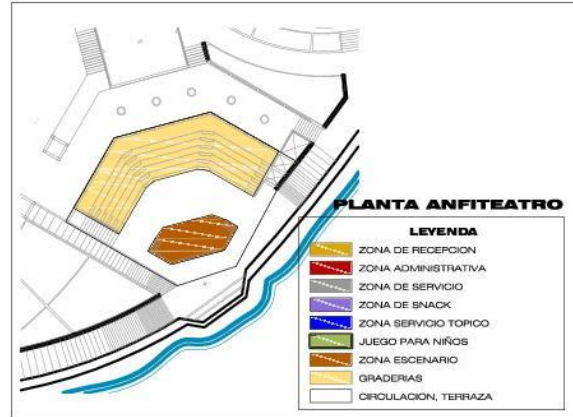 PLANTA ANFITEATRO
LEYENDA
ZONA DE RECEPCION
ZONA ADMINISTRATIVA
ZONA DE SERVICIO
ZONA DE SNACK
ZONA SERVICIO TOPICO
JUEGO PARA NIÑOS
ZONA ESCENARIO
GRADERIAS
CIRCULACION, TERRAZA